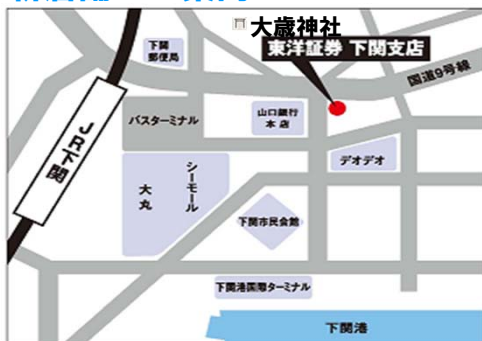 大歳神社
東洋証券 下関支店
下関
郵便局
国道9号線
バスターミナル
山口銀行
本店
デオデオ
JR下関
シーモール
大丸
下関市民会館
下関港国際ターミナル
下関港